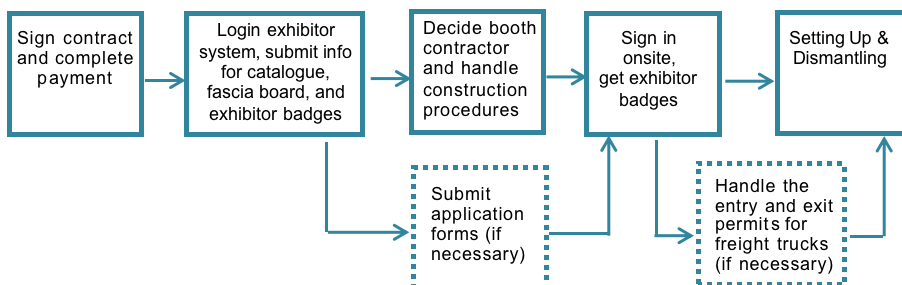 Sign contract
and complete
payment
Login exhibitor
system, submit info
for catalogue,
fascia board, and
exhibitor badges
Decide booth
contractor
and handle
construction
procedures
Sign in
onsite,
get exhibitor
badges
Setting Up &
Dismantling
Submit
application
forms (if
necessary)
Handle the
entry and exit
permits for
freight trucks
(if necessary)